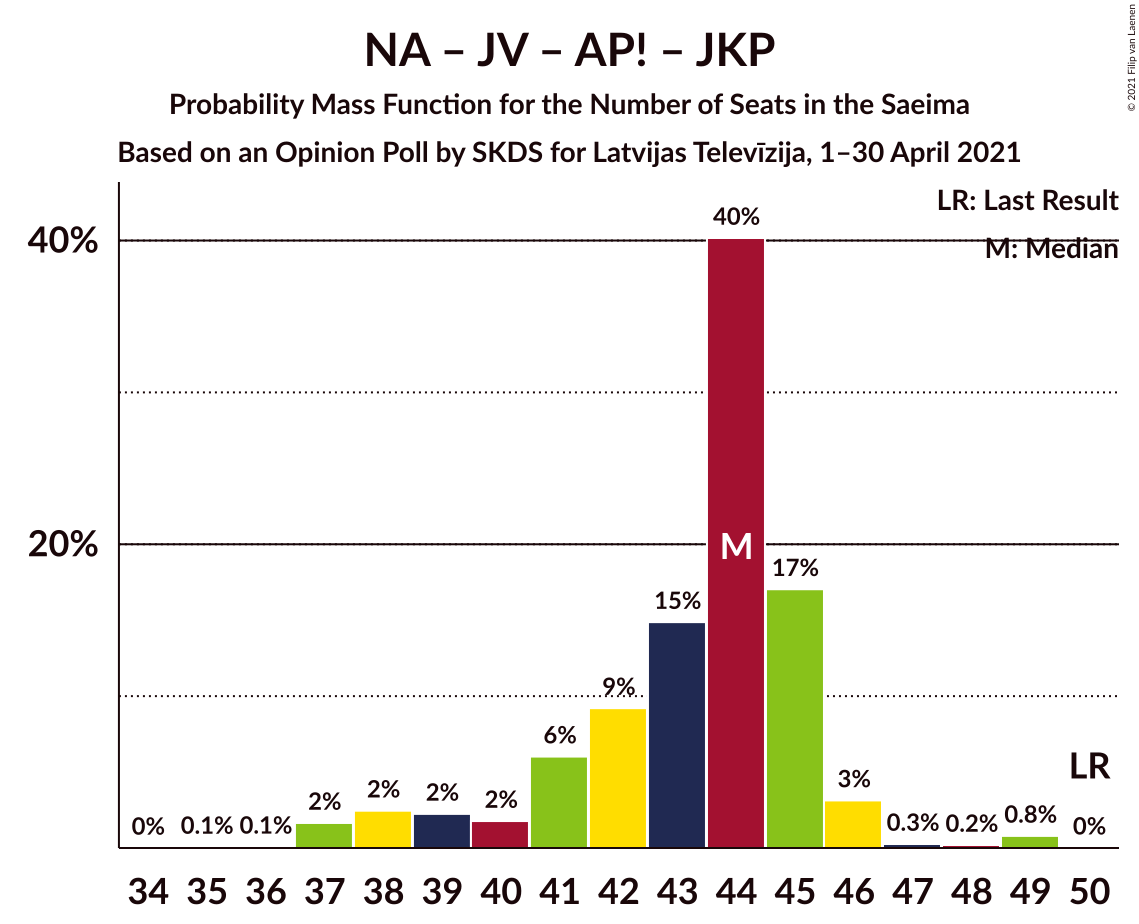 NA – JV – AP! – JKP
Probability Mass Function for the Number of Seats in the Saeima
Based on an Opinion Poll by SKDS for Latvijas Televīzija, 1–30 April 2021
© 2021 Filip van Laenen
LR: Last Result
M: Median
40%
20%
0%
0.1%
0.1%
2%
2%
2%
2%
6%
9%
15%
40%
M
17%
3%
0.3%
0.2%
0.8%
LR
0%
34 35 36 37 38 39 40 41 42 43 44 45 46 47 48 49 50